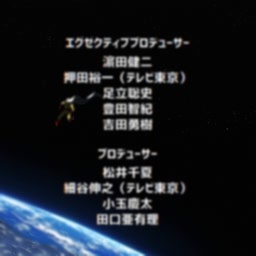 エグゼクティブプロデューサー
濵田健二
押田裕一（テレビ東京）
足立聡史
豊田智紀
吉田勇樹
プロデューサー
松井千夏
細谷伸之（テレビ東京）
小玉慶太
田口亜有理